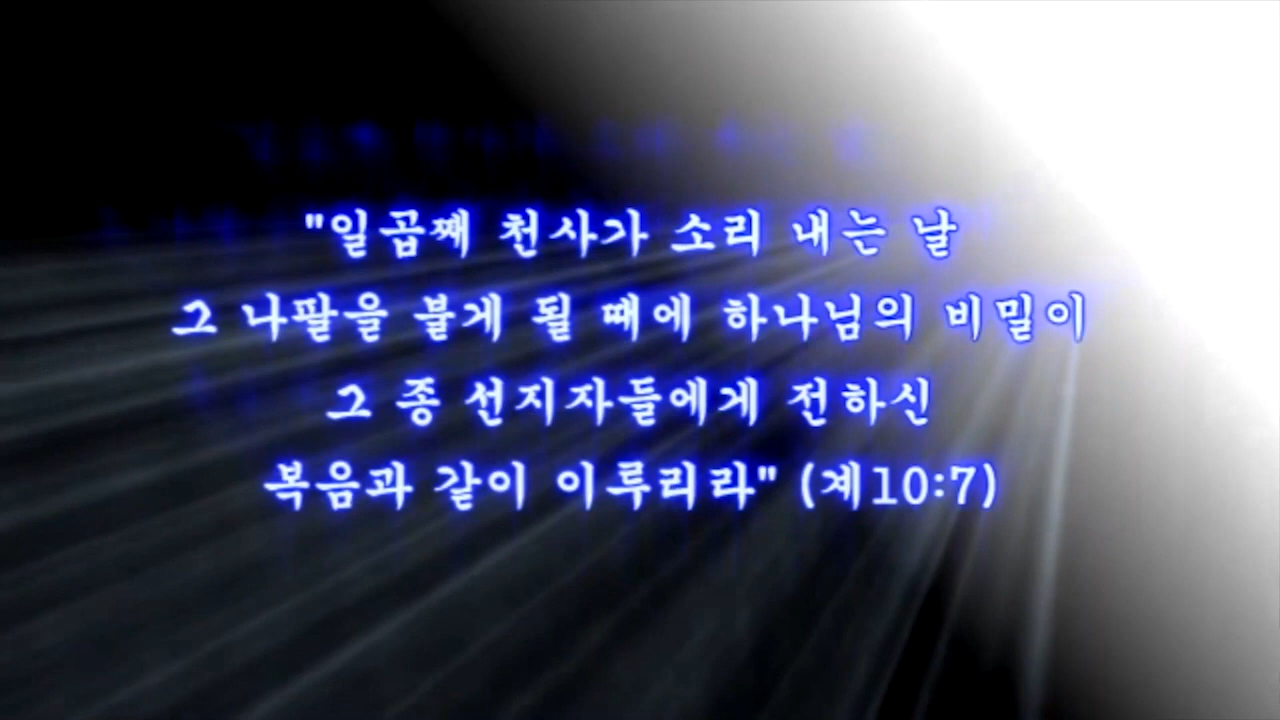 "일곱째 천사가 소리 내는 날
그 나팔을 불게 될 때에 하나님의 비밀이
그 종 선지자들에게 전하신
복음과 같이 이루리라" (계10:7)